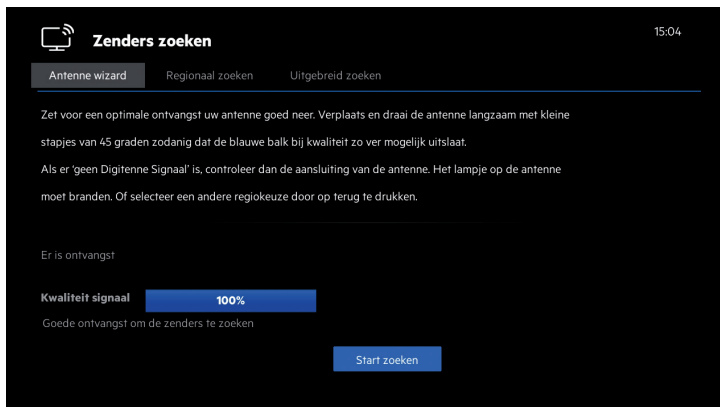 Zenders zoeken
15:04
Antenne wizard Regionaal zoeken Uitgebreid zoeken
Zet voor een optimale ontvangst uw antenne goed neer. Verplaats en draai de antenne langzaam met kleine
stapjes van 45 graden zodanig dat de blauwe balk bij kwaliteit zo ver mogelijk uitslaat.
Als er 'geen Digitenne Signaal' is, controleer dan de aansluiting van de antenne. Het lampje op de antenne
moet branden. Of selecteer een andere regiokeuze door op terug te drukken.
Er is ontvangst
Kwaliteit signaal 100%
Goede ontvangst om de zenders te zoeken
Start zoeken